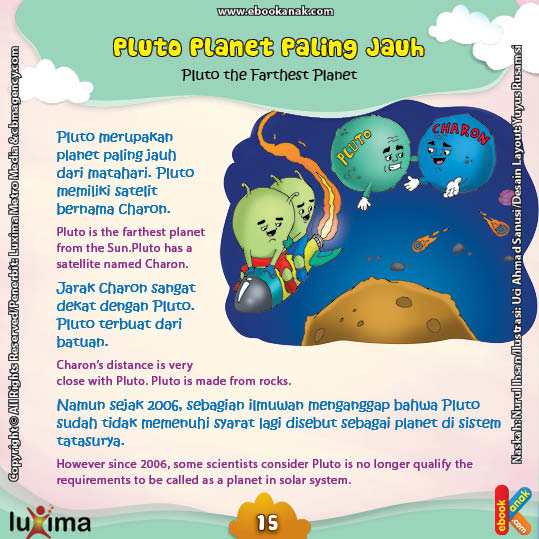 www.ebookanak.com
Pluto Planet Paling Jauh
Pluto the Farthest Planet
Pluto merupakan
planet paling jauh
dari matahari. Pluto
memiliki satelit
bernama Charon.
Pluto is the farthest planet
from the Sun.Pluto has a
satellite named Charon.
Jarak Charon sangat
dekat dengan Pluto.
Pluto terbuat dari
batuan.
Charon's distance is very
close with Pluto. Pluto is made from rocks.
Namun sejak 2006, sebagian ilmuwan menganggap bahwa Pluto
sudah tidak memenuhi syarat lagi disebut sebagai planet di sistem
tatasurya.
However since 2006, some scientists consider Pluto is no longer qualify the
requirements to be called as a planet in solar system.
PLUTO
CHARON
Copyright © All Rights Reserved/Penerbit: Luxima Metro Media &cbmagency.com
Naskah: Nurul Ihsan/Ilustrasi: Uci Ahmad Sanusi/Desain Layout: Yuyus Rusamsi
luxima
15
ebook
anak
.com